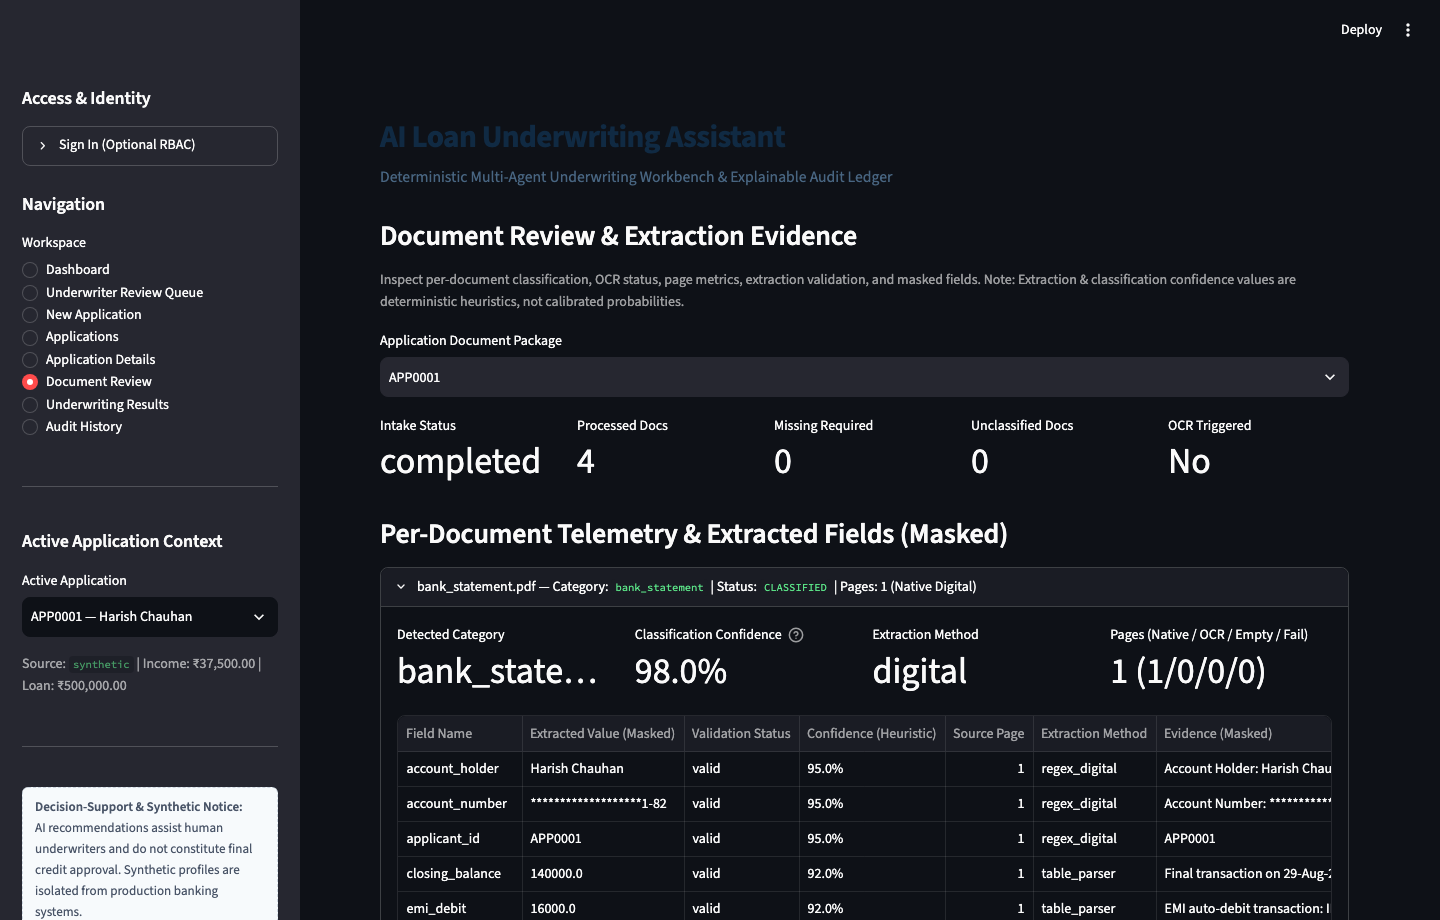 Deploy
Access & Identity
Sign In (Optional RBAC)
Navigation
Workspace
Dashboard
Underwriter Review Queue
New Application
Applications
Application Details
Document Review
Underwriting Results
Audit History
Active Application Context
Active Application
APP0001 — Harish Chauhan
Source: synthetic | Income: ₹37,500.00 |
Loan: ₹500,000.00
Decision-Support & Synthetic Notice:
AI recommendations assist human
underwriters and do not constitute final
credit approval. Synthetic profiles are
isolated from production banking
systems.
AI Loan Underwriting Assistant
Deterministic Multi-Agent Underwriting Workbench & Explainable Audit Ledger
Document Review & Extraction Evidence
Inspect per-document classification, OCR status, page metrics, extraction validation, and masked fields. Note: Extraction & classification confidence values are
deterministic heuristics, not calibrated probabilities.
Application Document Package
APP0001
Intake Status Processed Docs Missing Required Unclassified Docs OCR Triggered
completed 4 0 0 No
Per-Document Telemetry & Extracted Fields (Masked)
bank_statement.pdf — Category: bank_statement | Status: CLASSIFIED | Pages: 1 (Native Digital)
Detected Category Classification Confidence Extraction Method Pages (Native / OCR / Empty / Fail)
bank_state… 98.0% digital 1 (1/0/0/0)
Field Name Extracted Value (Masked) Validation Status Confidence (Heuristic) Source Page Extraction Method Evidence (Masked)
account_holder Harish Chauhan valid 95.0% 1 regex_digital Account Holder: Harish Chau
account_number *******************1-82 valid 95.0% 1 regex_digital Account Number: ***********
applicant_id APP0001 valid 95.0% 1 regex_digital APP0001
closing_balance 140000.0 valid 92.0% 1 table_parser Final transaction on 29-Aug-2
emi_debit 16000.0 valid 92.0% 1 table_parser EMI auto-debit transaction: I